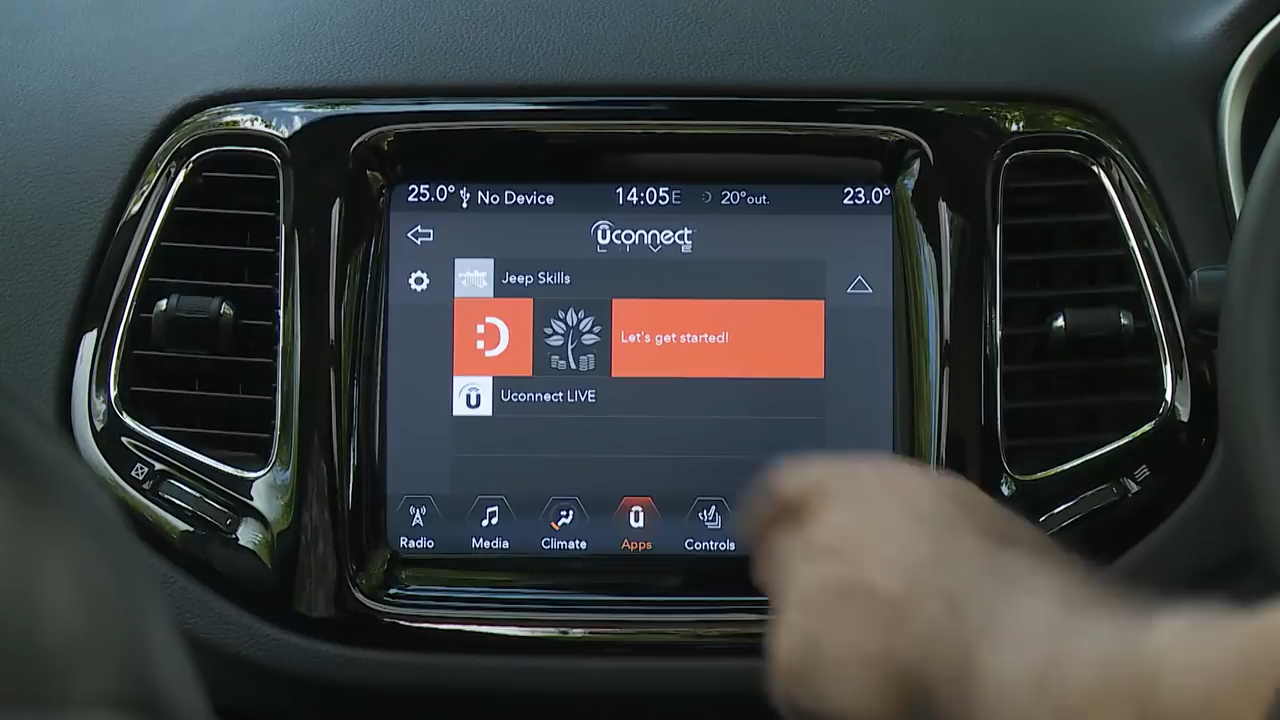 25.0° No Device 14:05E 20°out. 23.0°
Uconnect
LIVE
Jeep Skills
:D Let's get started!
Uconnect LIVE
Radio Media Climate Apps Controls